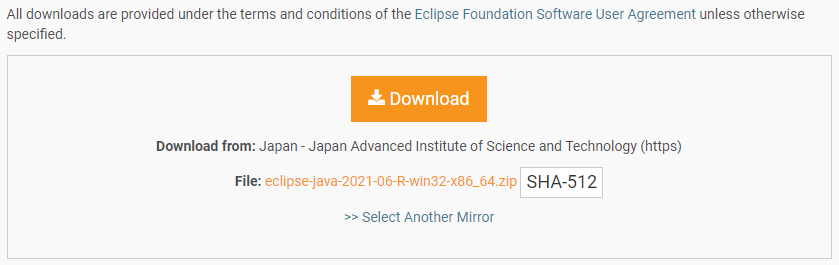 All downloads are provided under the terms and conditions of the Eclipse Foundation Software User Agreement unless otherwise
specified.
Download
Download from: Japan - Japan Advanced Institute of Science and Technology (https)
File: eclipse-java-2021-06-R-win32-x86_64.zip SHA-512
>> Select Another Mirror